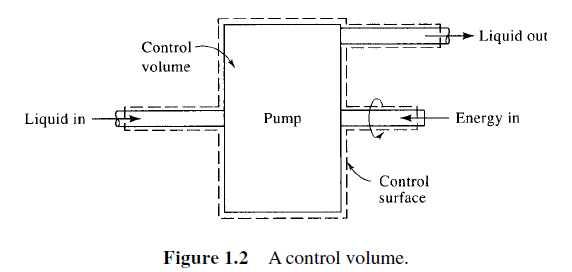 Control
volume
Liquid out
Liquid in
Pump
Energy in
Control
surface
Figure 1.2 A control volume.